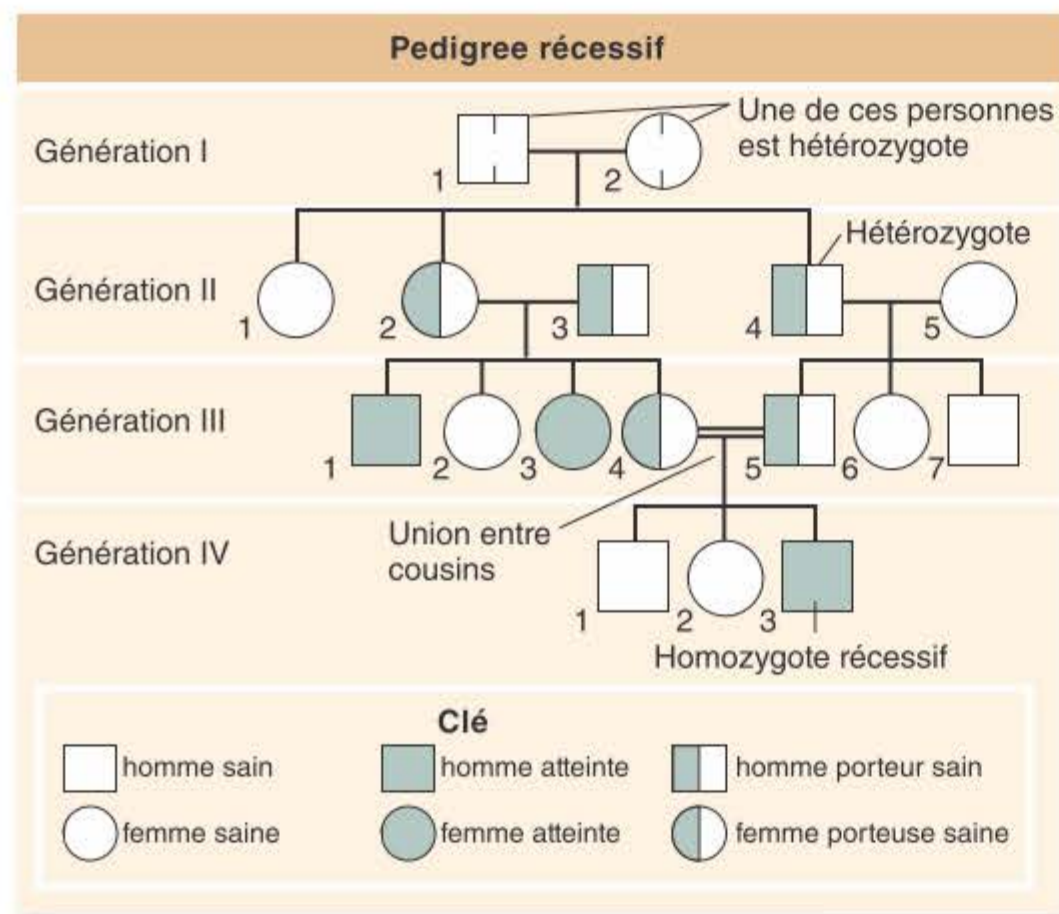 Pedigree récessif
Génération I
1
2
Une de ces personnes
est hétérozygote
Génération II
1
2
3
4
5
Hétérozygote
Génération III
1
2
3
4
5
6
7
Union entre
cousins
Génération IV
1
2
3
Homozygote récessif
Clé
homme sain
homme atteinte
homme porteur sain
femme saine
femme atteinte
femme porteuse saine